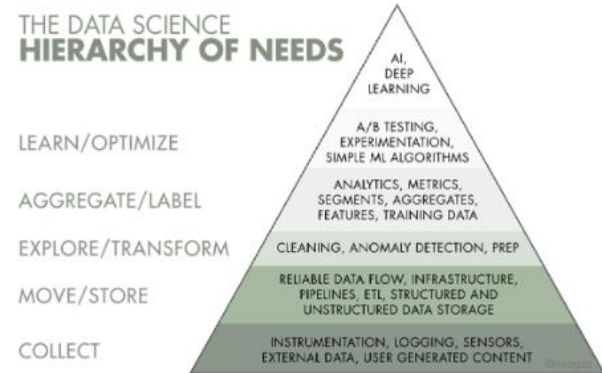 THE DATA SCIENCE
HIERARCHY OF NEEDS
AI,
DEEP
LEARNING
LEARN/OPTIMIZE
A/B TESTING,
EXPERIMENTATION,
SIMPLE ML ALGORITHMS
AGGREGATE/LABEL
ANALYTICS, METRICS,
SEGMENTS, AGGREGATES,
FEATURES, TRAINING DATA
EXPLORE/TRANSFORM
CLEANING, ANOMALY DETECTION, PREP
MOVE/STORE
RELIABLE DATA FLOW, INFRASTRUCTURE,
PIPELINES, ETL, STRUCTURED AND
UNSTRUCTURED DATA STORAGE
COLLECT
INSTRUMENTATION, LOGGING, SENSORS,
EXTERNAL DATA, USER GENERATED CONTENT